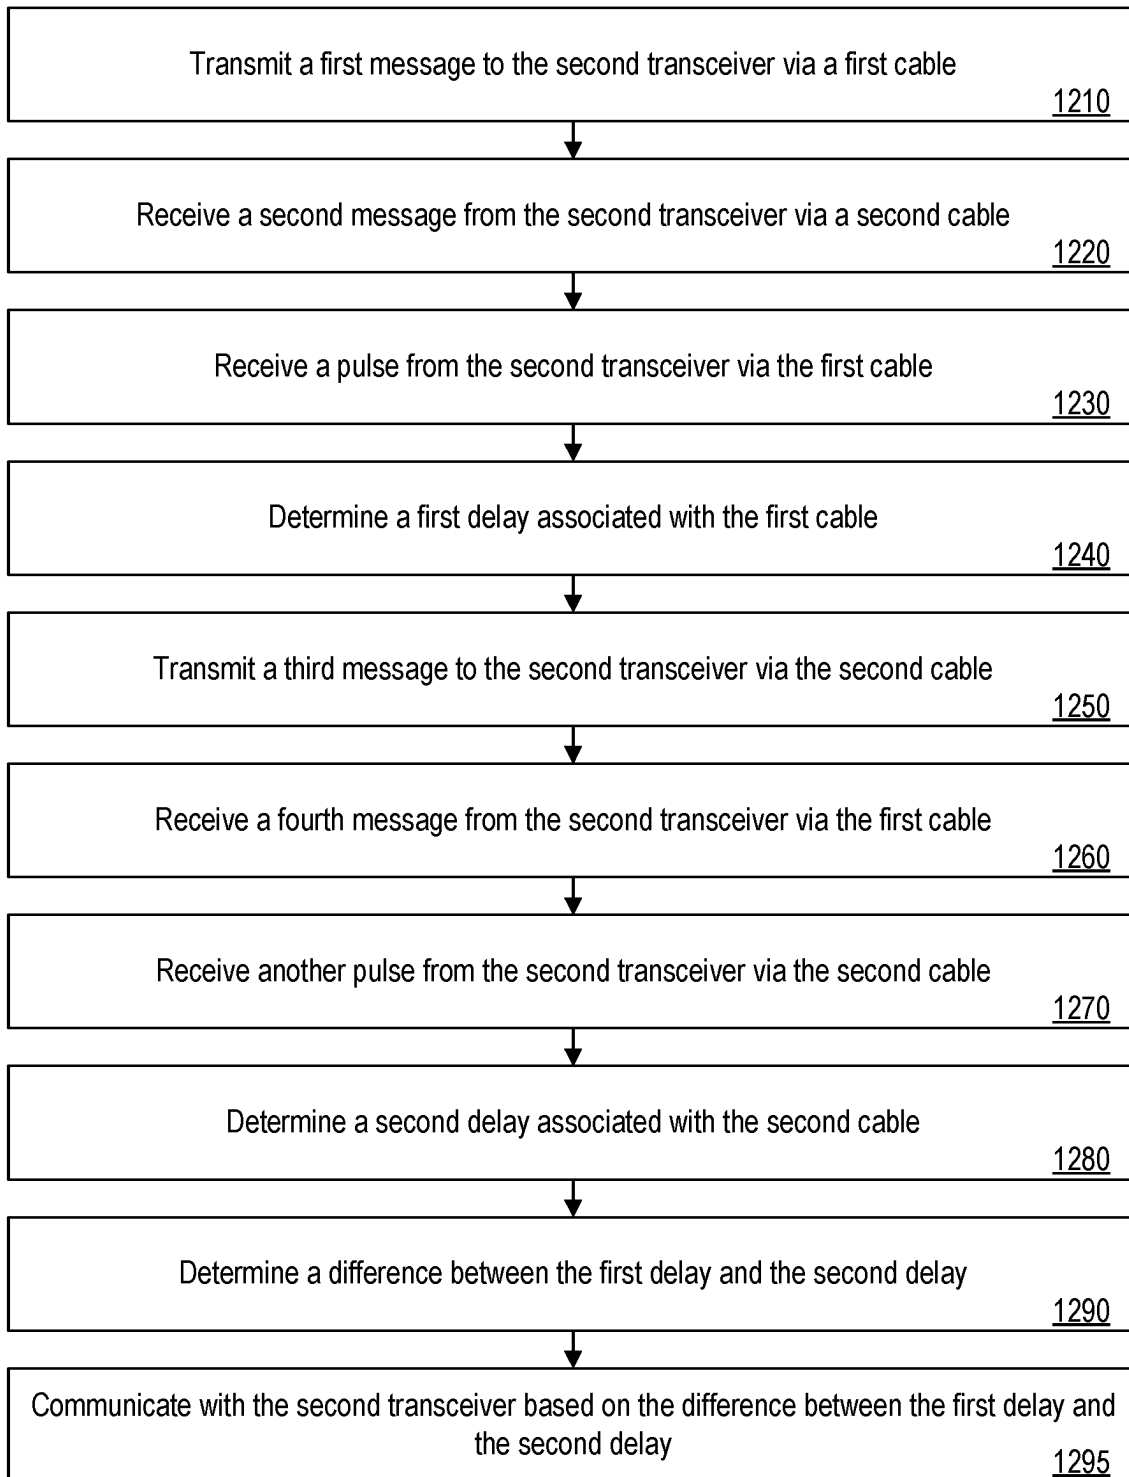 Transmit a first message to the second transceiver via a first cable
1210
Receive a second message from the second transceiver via a second cable
1220
Receive a pulse from the second transceiver via the first cable
1230
Determine a first delay associated with the first cable
1240
Transmit a third message to the second transceiver via the second cable
1250
Receive a fourth message from the second transceiver via the first cable
1260
Receive another pulse from the second transceiver via the second cable
1270
Determine a second delay associated with the second cable
1280
Determine a difference between the first delay and the second delay
1290
Communicate with the second transceiver based on the difference between the first delay and
the second delay
1295